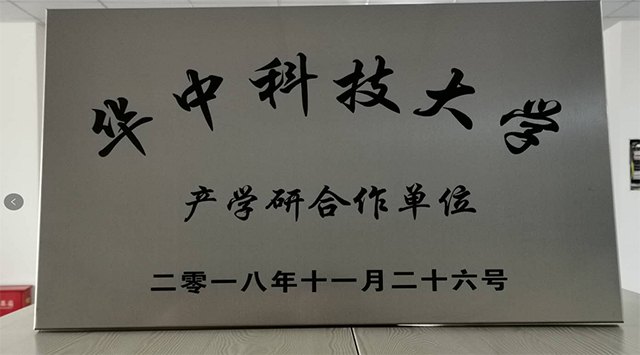 华中科技大学
产学研合作单位
二零一八年十一月二十六号